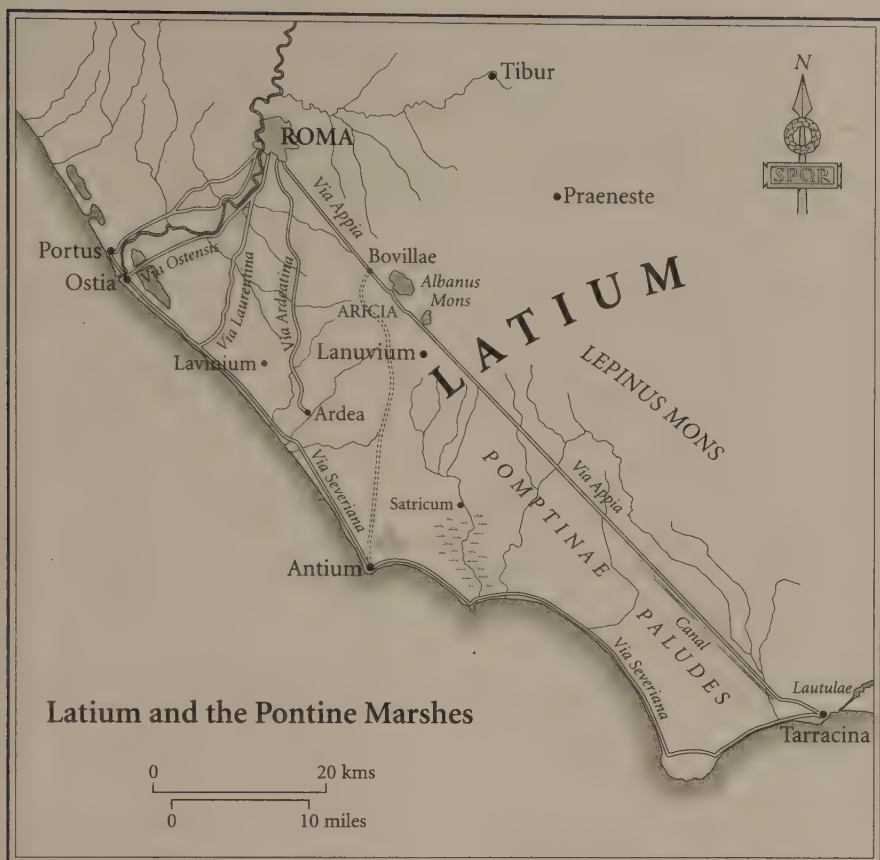 N
SPQR
Tibur
ROMA
Via Appia
Praeneste
Portus
Ostia
Via Ostensis
Bovillae
Albanus
Mons
Via Laurentina
Via Ardeatina
ARICIA
LATIUM
Lavinium
Lanuvium
LEPINUS MONS
Ardea
Via Severiana
POMPTINAE
Via Appia
Satricum
Antium
Canal
PALUDES
Via Severiana
Lautulae
Tarracina
Latium and the Pontine Marshes
0 20 kms
0 10 miles